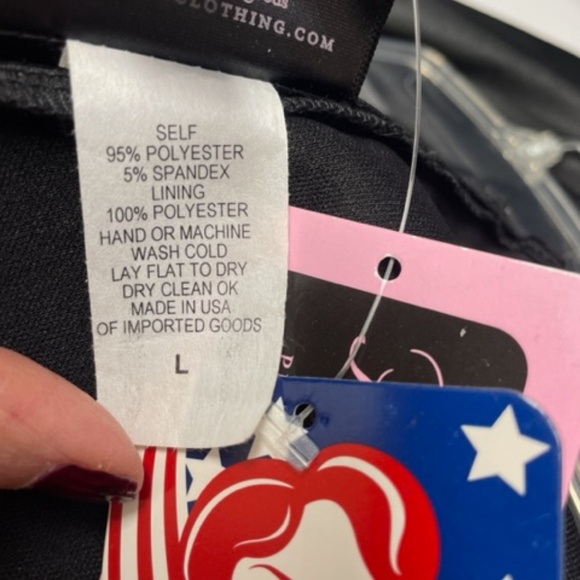 CLOTHING.COM
SELF
95% POLYESTER
5% SPANDEX
LINING
100% POLYESTER
HAND OR MACHINE
WASH COLD
LAY FLAT TO DRY
DRY CLEAN OK
MADE IN USA
OF IMPORTED GOODS
L